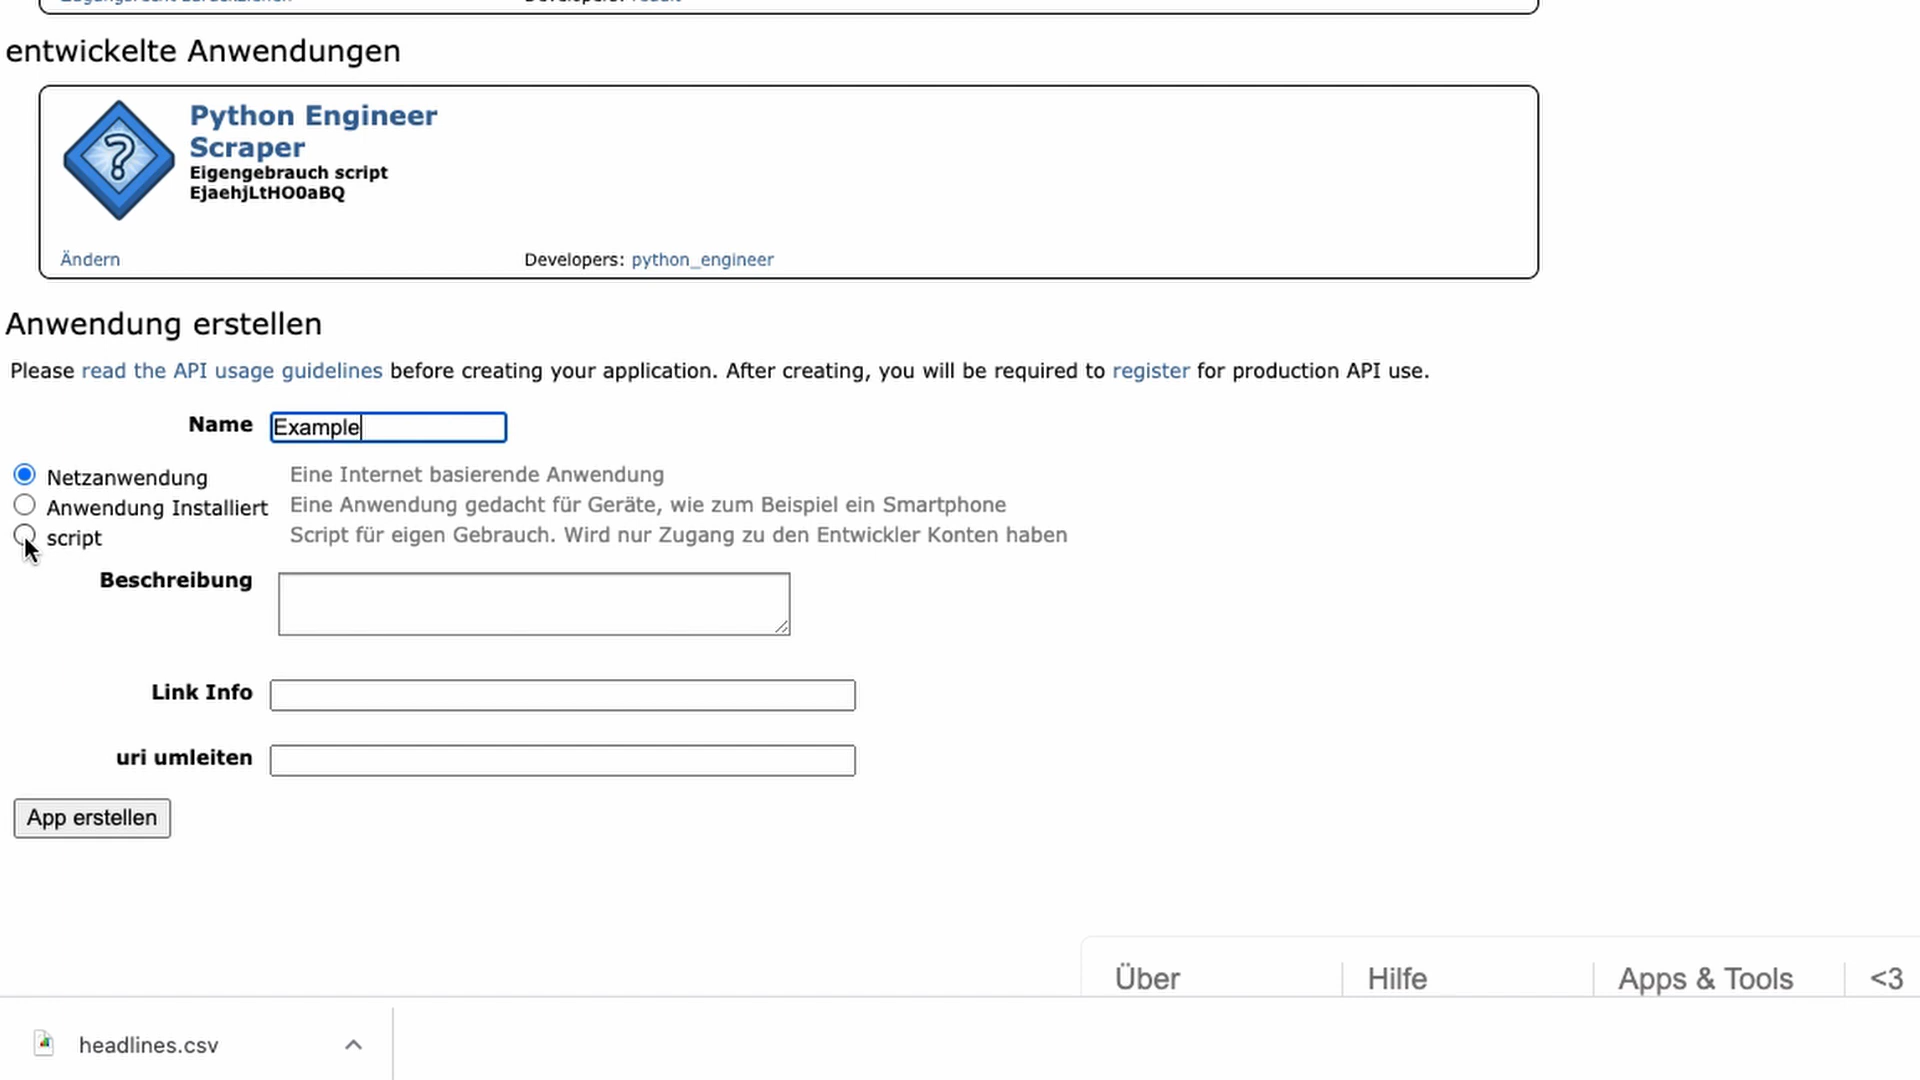 entwickelte Anwendungen
Python Engineer
Scraper
Eigengebrauch script
EjaehjLtHO0aBQ
Ändern
Developers: python_engineer
Anwendung erstellen
Please read the API usage guidelines before creating your application. After creating, you will be required to register for production API use.
Name
Example
Netzanwendung
Eine Internet basierende Anwendung
Anwendung Installiert
Eine Anwendung gedacht für Geräte, wie zum Beispiel ein Smartphone
script
Script für eigen Gebrauch. Wird nur Zugang zu den Entwickler Konten haben
Beschreibung
Link Info
uri umleiten
App erstellen
Über
Hilfe
Apps & Tools
<3
headlines.csv